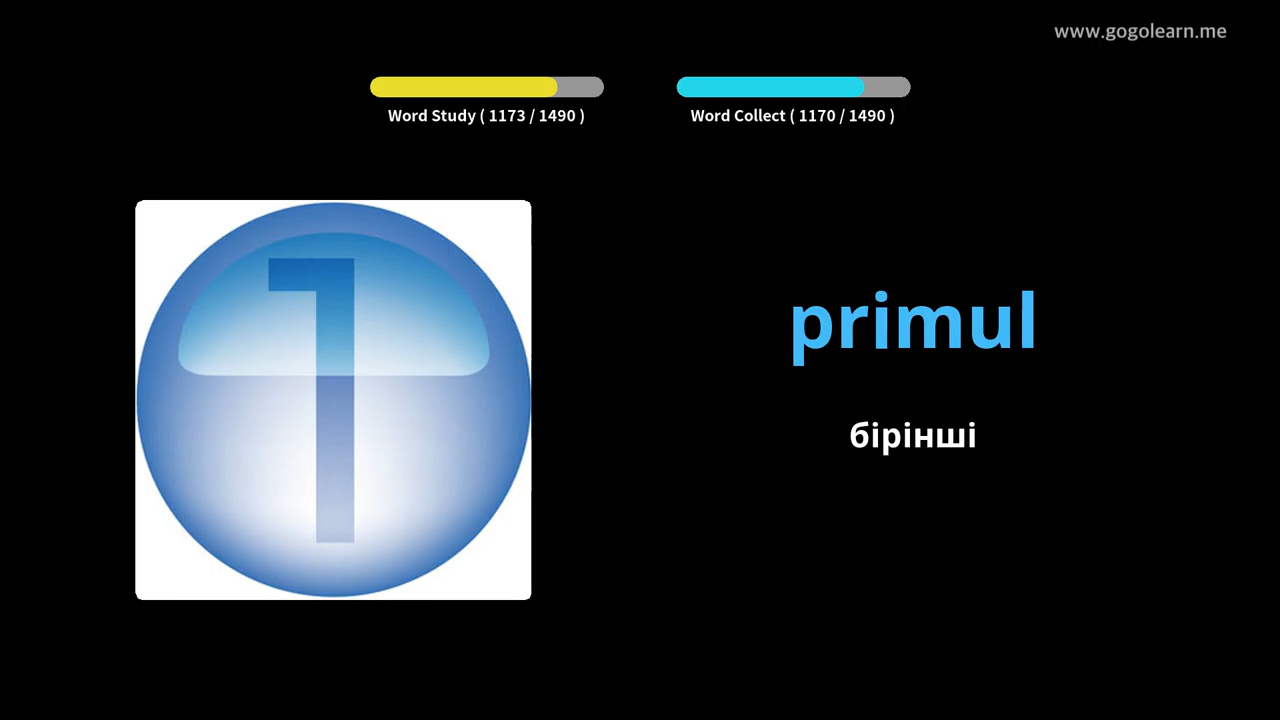 www.gogolearn.me
Word Study ( 1173 / 1490 )
Word Collect ( 1170 / 1490 )
1
primul
бірінші